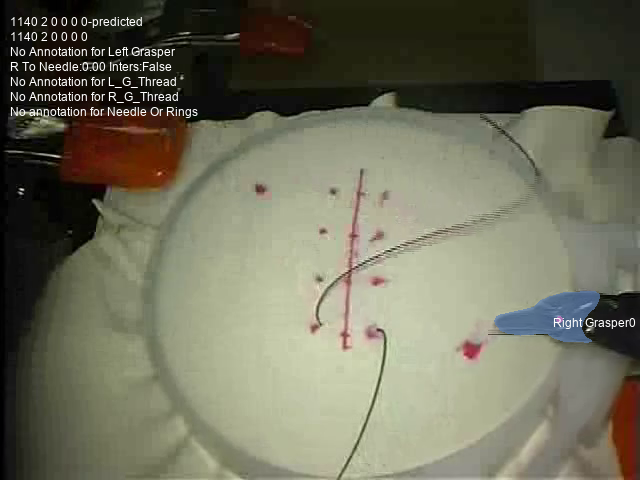 1140 2 0 0 0 0-predicted
1140 2 0 0 0 0
No Annotation for Left Grasper
R To Needle:0.00 Inters:False
No Annotation for L_G_Thread
No Annotation for R_G_Thread
No annotation for Needle Or Rings
Right Grasper0